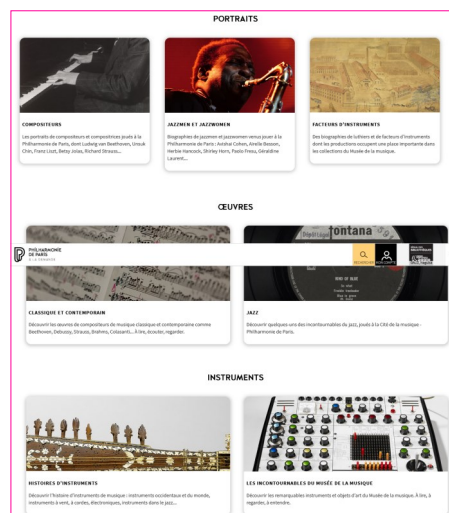 PORTRAITS
COMPOSITEURS
Les portraits de compositeurs et compositrices joués à la
Philharmonie de Paris, dont Ludwig van Beethoven, Unsuk
Chin, Franz Liszt, Betsy Jolas, Richard Strauss...
JAZZMEN ET JAZZWOMEN
Biographies de jazzmen et jazzwomen venus jouer à la
Philharmonie de Paris : Avishai Cohen, Airelle Besson,
Herbie Hancock, Shirley Horn, Paolo Fresu, Géraldine
Laurent...
FACTEURS D'INSTRUMENTS
Des biographies de luthiers et de facteurs d'instruments
dont les productions occupent une place importante dans
les collections du Musée de la musique.
ŒUVRES
fontana
PHILHARMONIE
DE PARIS
RECHERCHER
MON COMPTE
CLASSIQUE ET CONTEMPORAIN
Découvrir les œuvres de compositeurs de musique classique et contemporaine comme
Beethoven, Debussy, Strauss, Brahms, Colasanti... À lire, écouter, regarder.
JAZZ
Découvrir quelques-uns des incontournables du jazz, joués à la Cité de la musique -
Philharmonie de Paris.
INSTRUMENTS
HISTOIRES D'INSTRUMENTS
Découvrir l'histoire d'instruments de musique : instruments occidentaux et du monde,
instruments à vent, à cordes, électroniques, instruments dans le jazz...
LES INCONTOURNABLES DU MUSÉE DE LA MUSIQUE
Découvrir les remarquables instruments et objets d'art du Musée de la musique. À lire, à
regarder, à entendre.